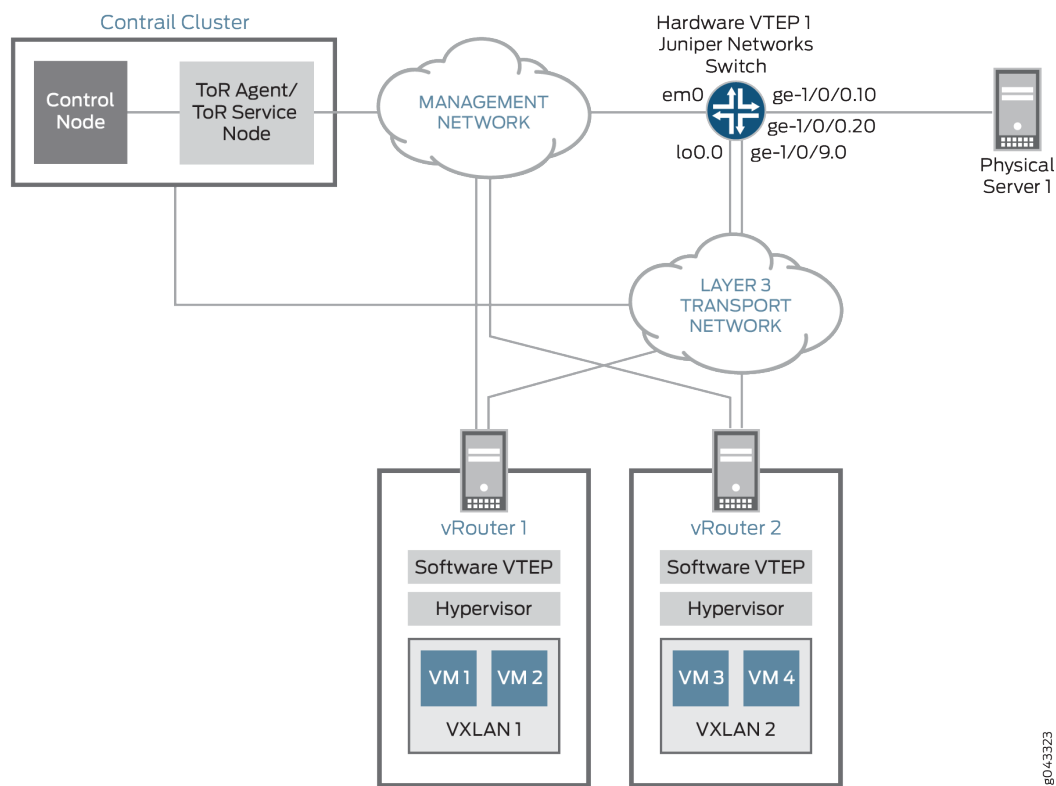 Contrail Cluster
Control
Node
ToR Agent/
ToR Service
Node
MANAGEMENT
NETWORK
Hardware VTEP 1
Juniper Networks
Switch
em0
ge-1/0/0.10
ge-1/0/0.20
lo0.0
ge-1/0/9.0
Physical
Server 1
LAYER 3
TRANSPORT
NETWORK
vRouter 1
Software VTEP
Hypervisor
VM 1
VM 2
VXLAN 1
vRouter 2
Software VTEP
Hypervisor
VM 3
VM 4
VXLAN 2
g043323